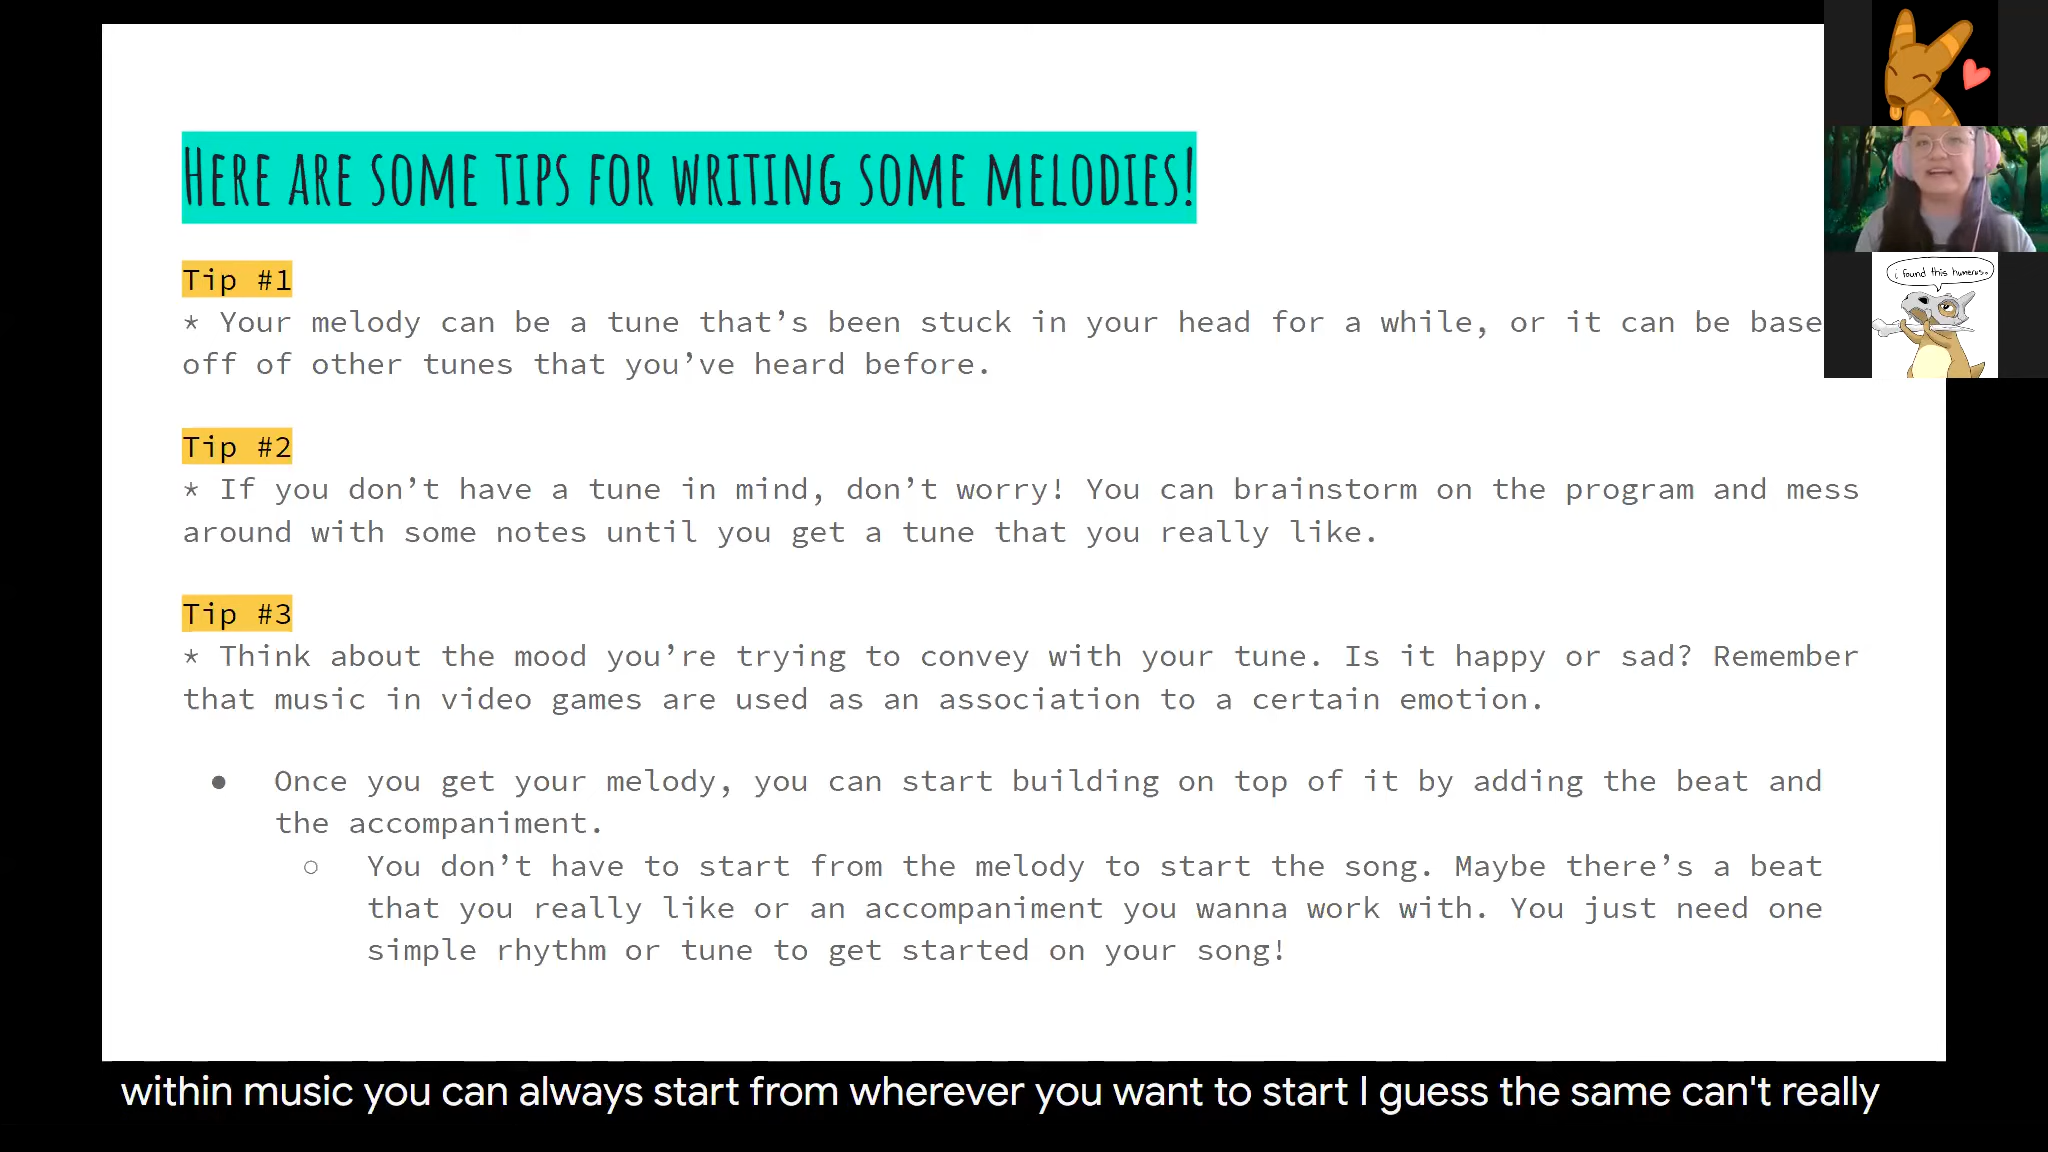 Here are some tips for writing some melodies!
Tip #1
* Your melody can be a tune that’s been stuck in your head for a while, or it can be base
off of other tunes that you’ve heard before.
Tip #2
* If you don’t have a tune in mind, don’t worry! You can brainstorm on the program and mess
around with some notes until you get a tune that you really like.
Tip #3
* Think about the mood you’re trying to convey with your tune. Is it happy or sad? Remember
that music in video games are used as an association to a certain emotion.
● Once you get your melody, you can start building on top of it by adding the beat and
the accompaniment.
○ You don’t have to start from the melody to start the song. Maybe there’s a beat
that you really like or an accompaniment you wanna work with. You just need one
simple rhythm or tune to get started on your song!
i found this humerus.
within music you can always start from wherever you want to start I guess the same can't really